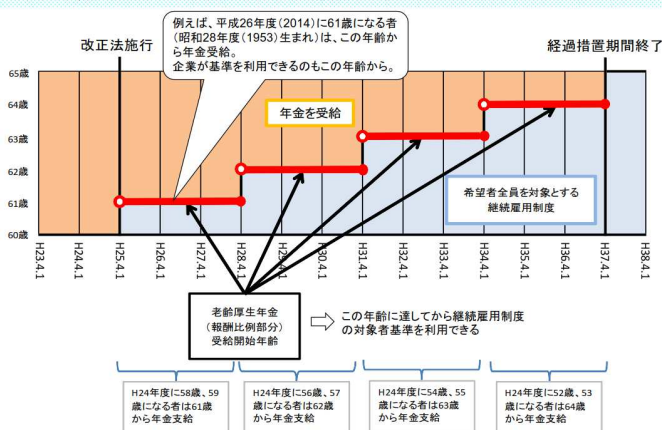 例えば、平成26年度(2014)に61歳になる者
(昭和28年度(1953)生まれ)は、この年齢か
ら年金受給。
企業が基準を利用できるのもこの年齢から。
改正法施行
経過措置期間終了
65歳
64歳
63歳
62歳
61歳
60歳
年金を受給
希望者全員を対象とする
継続雇用制度
H23.4.1
H24.4.1
H25.4.1
H26.4.1
H27.4.1
H28.4.1
H29.4.1
H30.4.1
H31.4.1
H32.4.1
H33.4.1
H34.4.1
H35.4.1
H36.4.1
H37.4.1
H38.4.1
老齢厚生年金
(報酬比例部分)
受給開始年齢
この年齢に達してから継続雇用制度
の対象者基準を利用できる
H24年度に58歳、59
歳になる者は61歳
から年金支給
H24年度に56歳、57
歳になる者は62歳
から年金支給
H24年度に54歳、55
歳になる者は63歳
から年金支給
H24年度に52歳、53
歳になる者は64歳
から年金支給